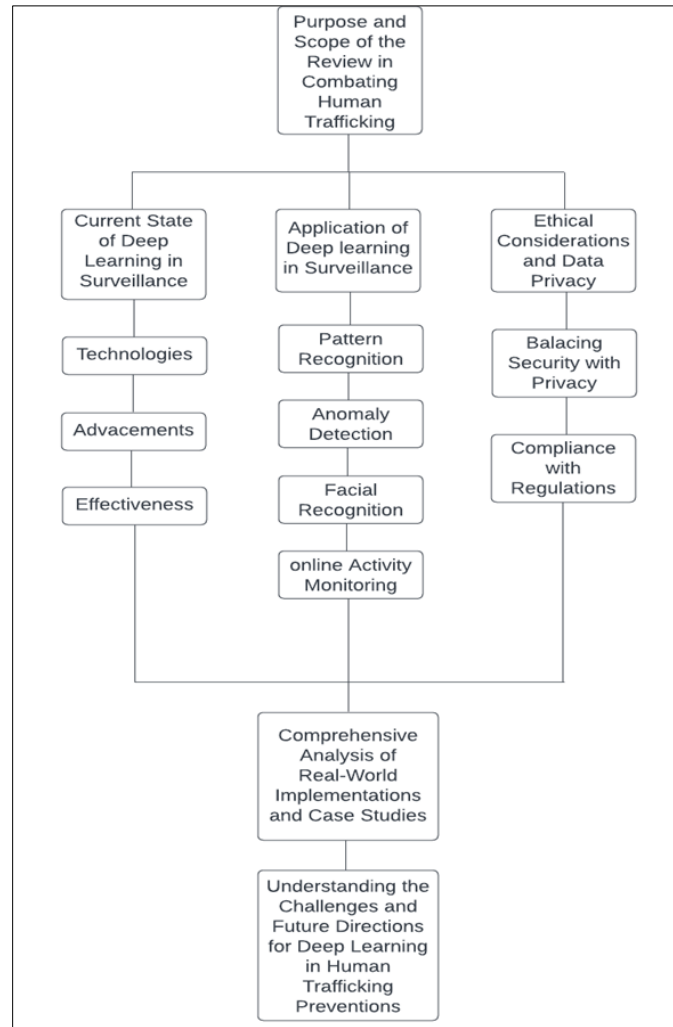 Purpose and
Scope of the
Review in
Combating
Human
Trafficking
Current State
of Deep
Learning in
Surveillance
Technologies
Advacements
Effectiveness
Application of
Deep learning
in Surveillance
Pattern
Recognition
Anomaly
Detection
Facial
Recognition
online Activity
Monitoring
Ethical
Considerations
and Data
Privacy
Balacing
Security with
Privacy
Compliance
with
Regulations
Comprehensive
Analysis of
Real-World
Implementations
and Case Studies
Understanding the
Challenges and
Future Directions
for Deep Learning
in Human
Trafficking
Preventions